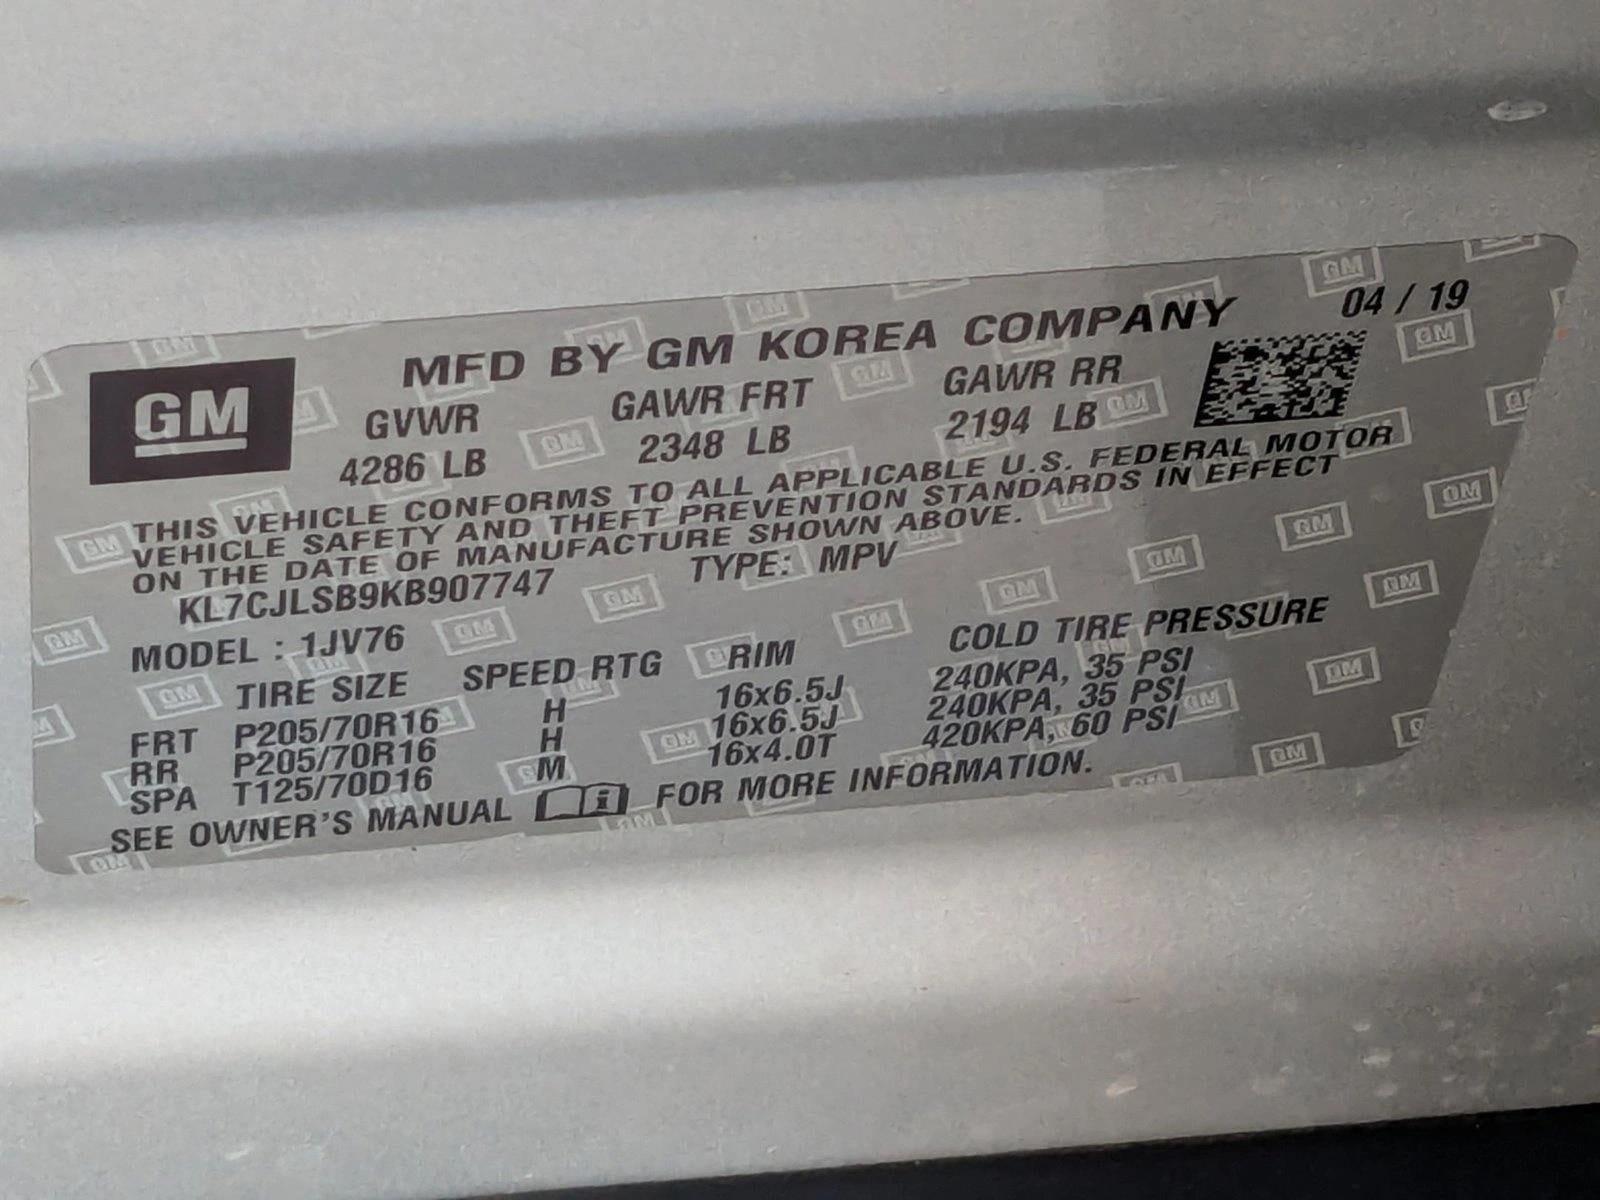 MFD BY GM KOREA COMPANY 04 / 19
GM
GVWR GAWR FRT GAWR RR
4286 LB 2348 LB 2194 LB
THIS VEHICLE CONFORMS TO ALL APPLICABLE U.S. FEDERAL MOTOR
VEHICLE SAFETY AND THEFT PREVENTION STANDARDS IN EFFECT
ON THE DATE OF MANUFACTURE SHOWN ABOVE.
KL7CJLSB9KB907747 TYPE: MPV
MODEL : 1JV76
TIRE SIZE SPEED RTG RIM COLD TIRE PRESSURE
FRT P205/70R16 H 16x6.5J 240KPA, 35 PSI
RR P205/70R16 H 16x6.5J 240KPA, 35 PSI
SPA T125/70D16 M 16x4.0T 420KPA, 60 PSI
SEE OWNER'S MANUAL i FOR MORE INFORMATION.